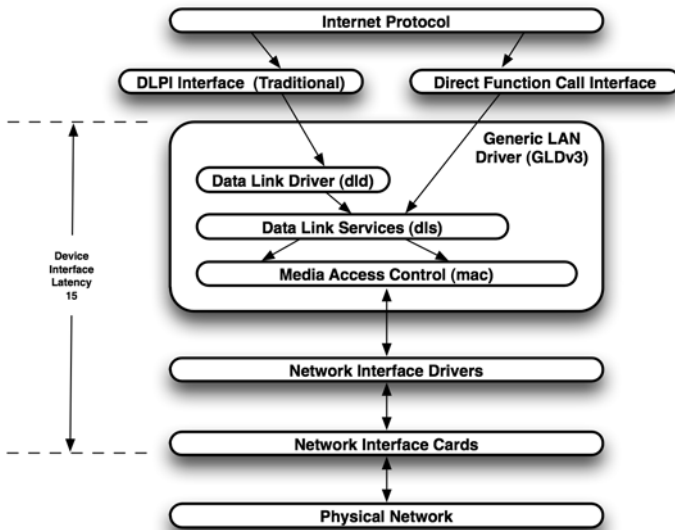 Internet Protocol
DLPI Interface (Traditional)
Direct Function Call Interface
Generic LAN
Driver (GLDv3)
Data Link Driver (dld)
Data Link Services (dls)
Device
Interface
Latency
15
Media Access Control (mac)
Network Interface Drivers
Network Interface Cards
Physical Network